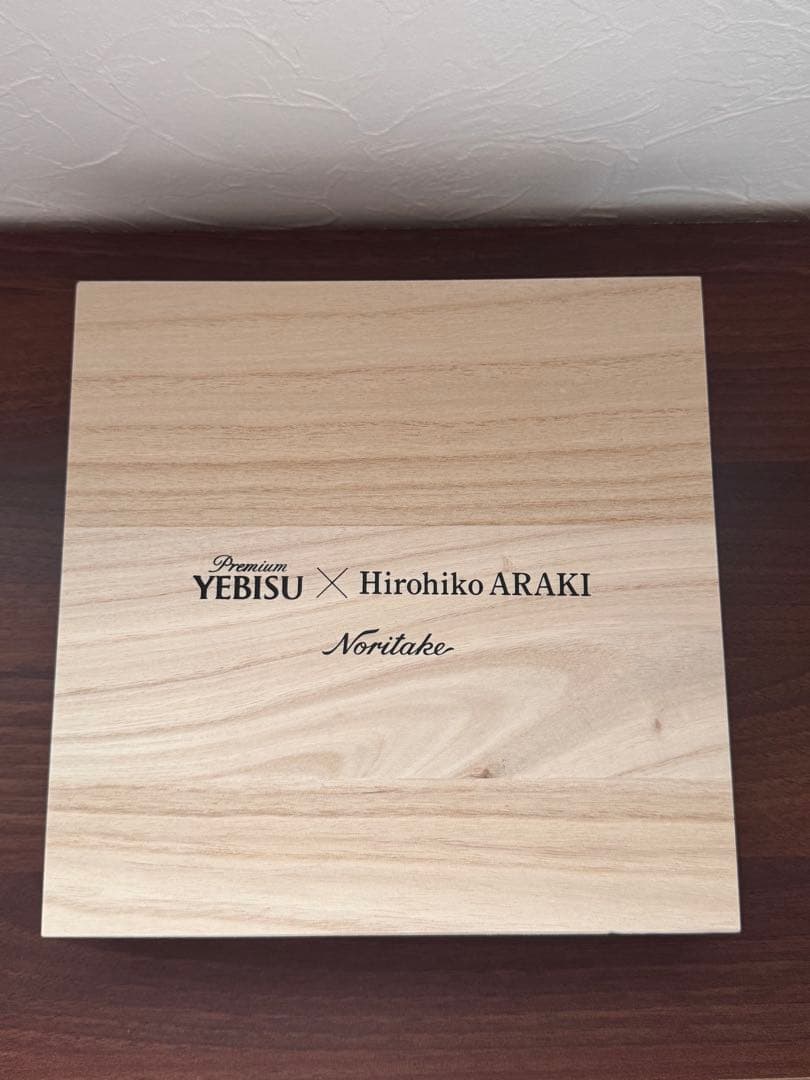 Premium
YEBISU × Hirohiko ARAKI
Noritake